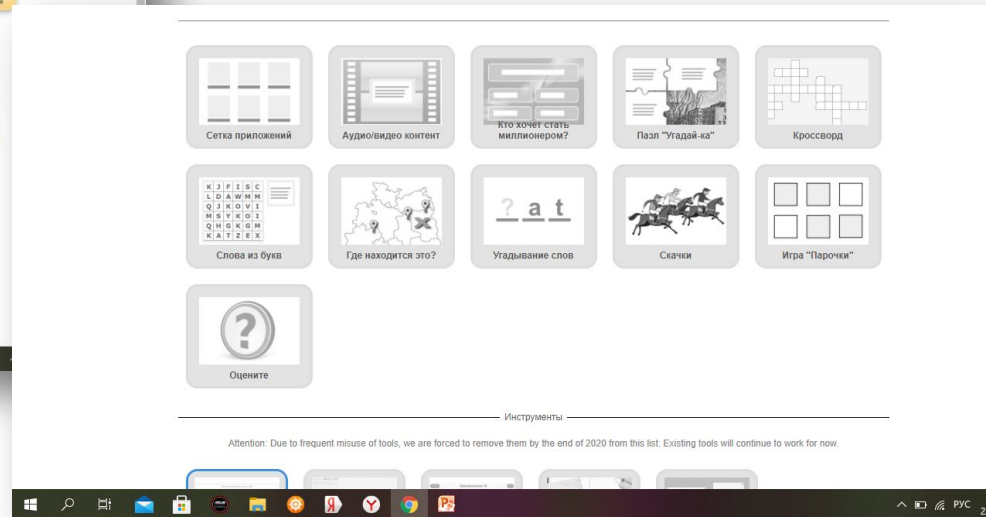 Сетка приложений
Аудио/видео контент
Кто хочет стать
миллионером?
Пазл "Угадай-ка"
Кроссворд
K J F I S C
L D A W M M
Q J K O V I
M S Y K O I
Q H G K G M
K A T Z E X
Слова из букв
Где находится это?
? a t
Угадывание слов
Скачки
Игра "Парочки"
?
Оцените
Инструменты
Attention: Due to frequent misuse of tools, we are forced to remove them by the end of 2020 from this list. Existing tools will continue to work for now.
РУС